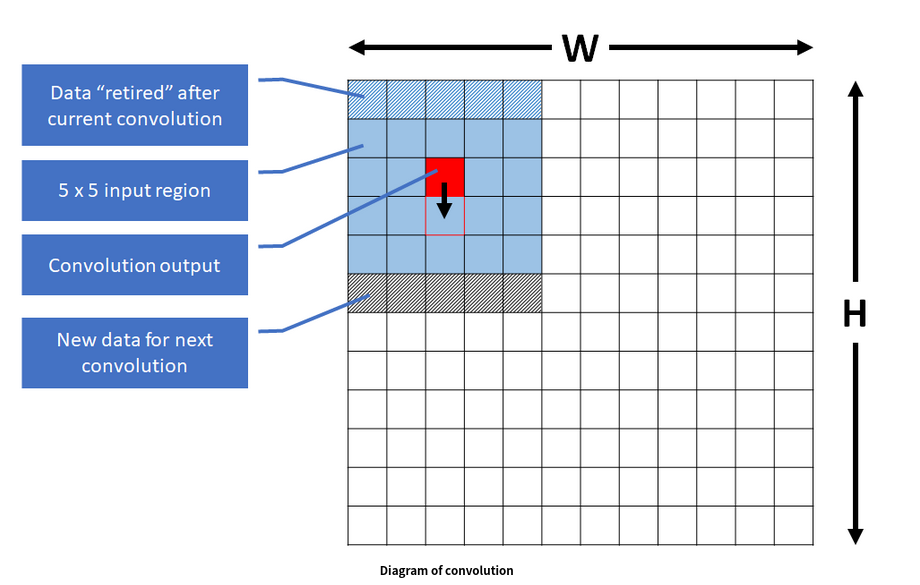 W
Data “retired” after
current convolution
5 x 5 input region
Convolution output
New data for next
convolution
H
Diagram of convolution